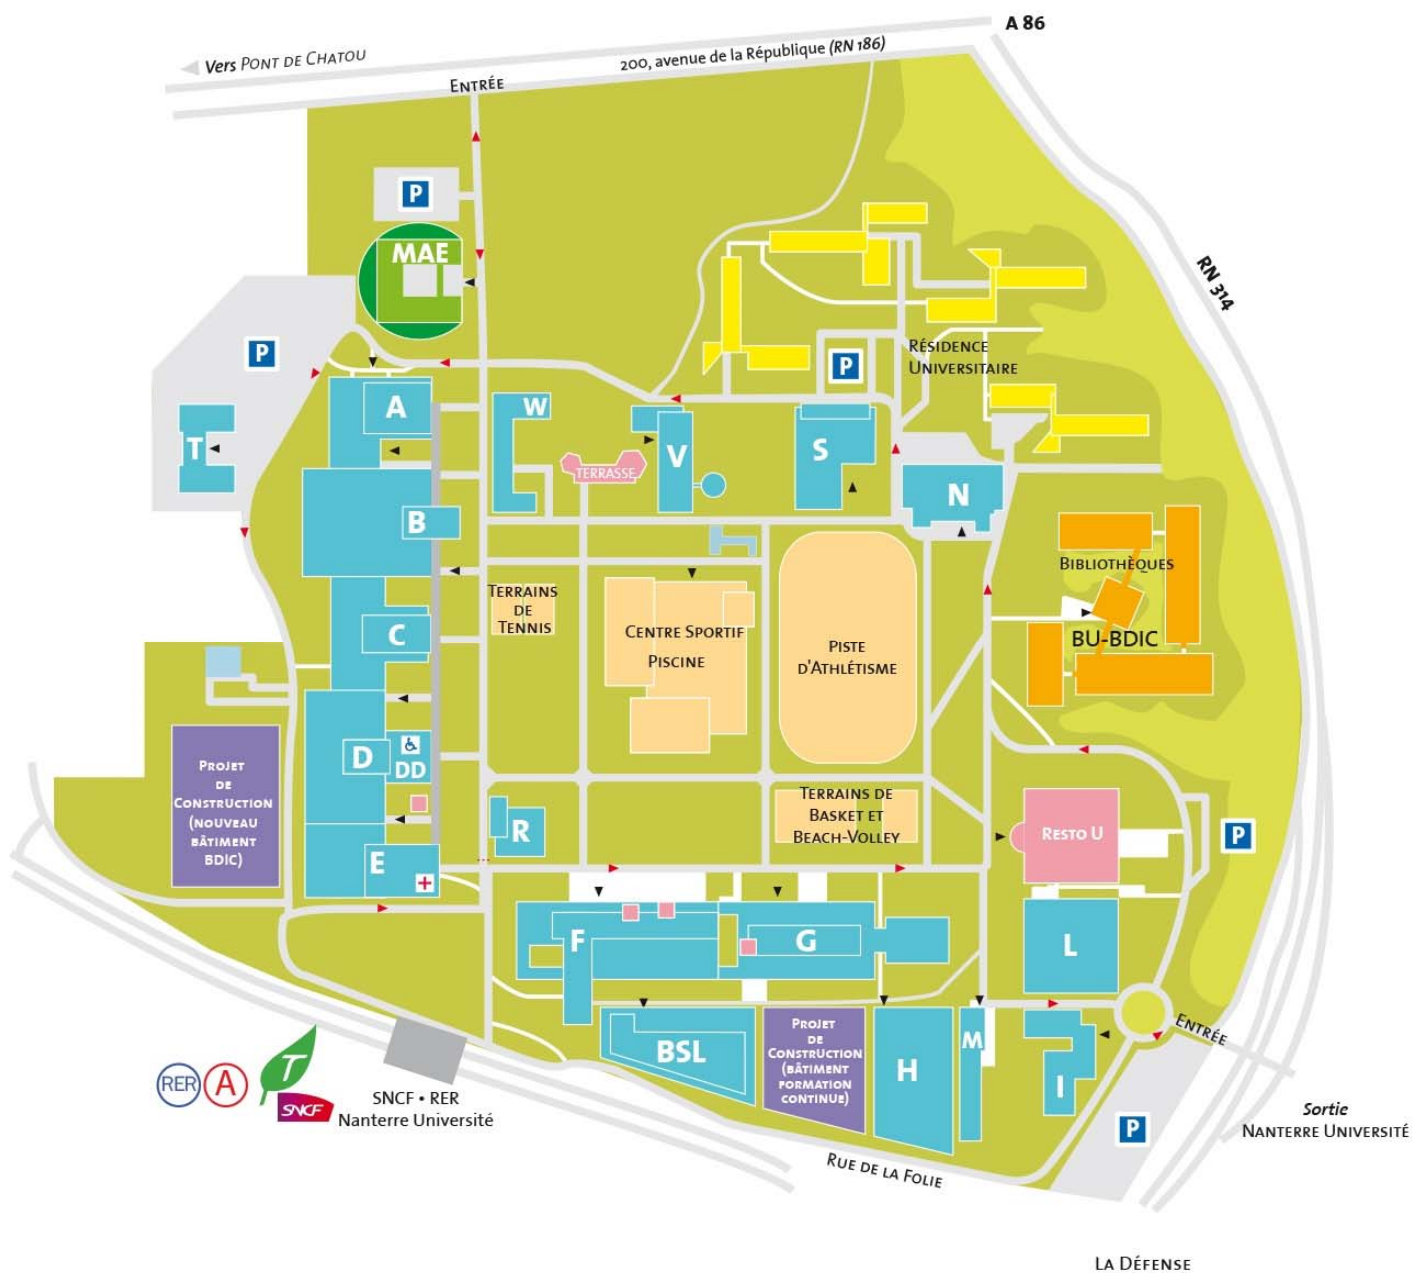 A 86
Vers PONT DE CHATOU
200, avenue de la République (RN 186)
ENTRÉE
P
MAE
RN 314
P
P
RÉSIDENCE
UNIVERSITAIRE
A
W
T
V
S
TERRASSE
N
B
BIBLIOTHÈQUES
TERRAINS
DE
TENNIS
C
CENTRE SPORTIF
PISCINE
PISTE
D'ATHLÉTISME
BU-BDIC
D
DD
PROJET
DE
CONSTRUCTION
(NOUVEAU
BÂTIMENT
BDIC)
TERRAINS DE
BASKET ET
BEACH-VOLLEY
R
RESTO U
P
E
F
G
L
BSL
PROJET
DE
CONSTRUCTION
(BÂTIMENT
FORMATION
CONTINUE)
H
M
I
ENTRÉE
RER
A
T
SNCF
SNCF • RER
Nanterre Université
P
Sortie
NANTERRE UNIVERSITÉ
RUE DE LA FOLIE
LA DÉFENSE